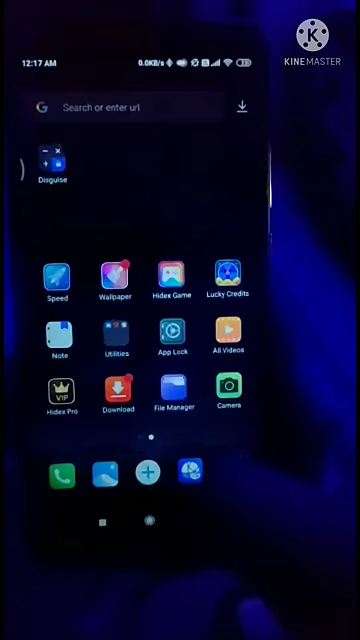 KINEMASTER
12:17 AM
0.0KB/s
Search or enter url
Disguise
Speed
Wallpaper
Hidex Game
Lucky Credits
Note
Utilities
App Lock
All Videos
VIP
Hidex Pro
Download
File Manager
Camera